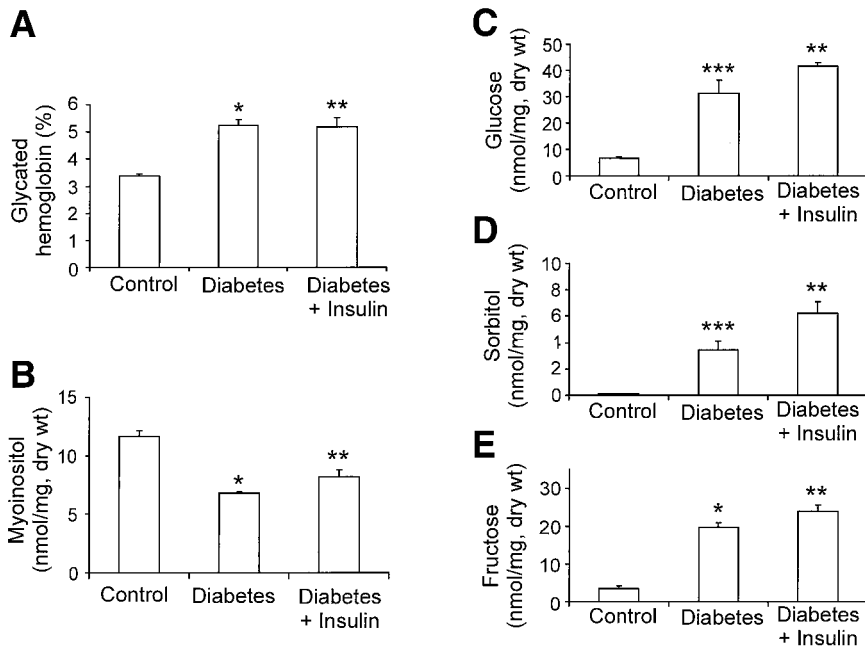 A
Glycated
hemoglobin (%)
6
5
4
3
2
1
0
*
**
Control
Diabetes
Diabetes
+ Insulin
B
Myoinositol
(nmol/mg, dry wt)
15
10
5
0
*
**
Control
Diabetes
Diabetes
+ Insulin
C
Glucose
(nmol/mg, dry wt)
50
40
30
20
10
0
***
**
Control
Diabetes
Diabetes
+ Insulin
D
Sorbitol
(nmol/mg, dry wt)
10
8
6
1
2
0
***
**
Control
Diabetes
Diabetes
+ Insulin
E
Fructose
(nmol/mg, dry wt)
30
20
10
0
*
**
Control
Diabetes
Diabetes
+ Insulin